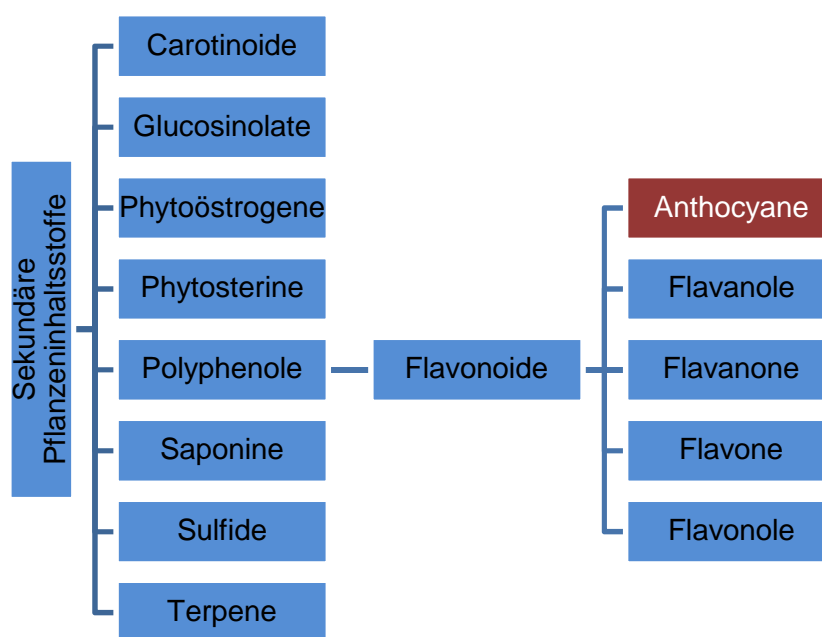 Sekundäre
Pflanzeninhaltsstoffe
Carotinoide
Glucosinolate
Phytoöstrogene
Phytosterine
Polyphenole
Saponine
Sulfide
Terpene
Flavonoide
Anthocyane
Flavanole
Flavanone
Flavone
Flavonole